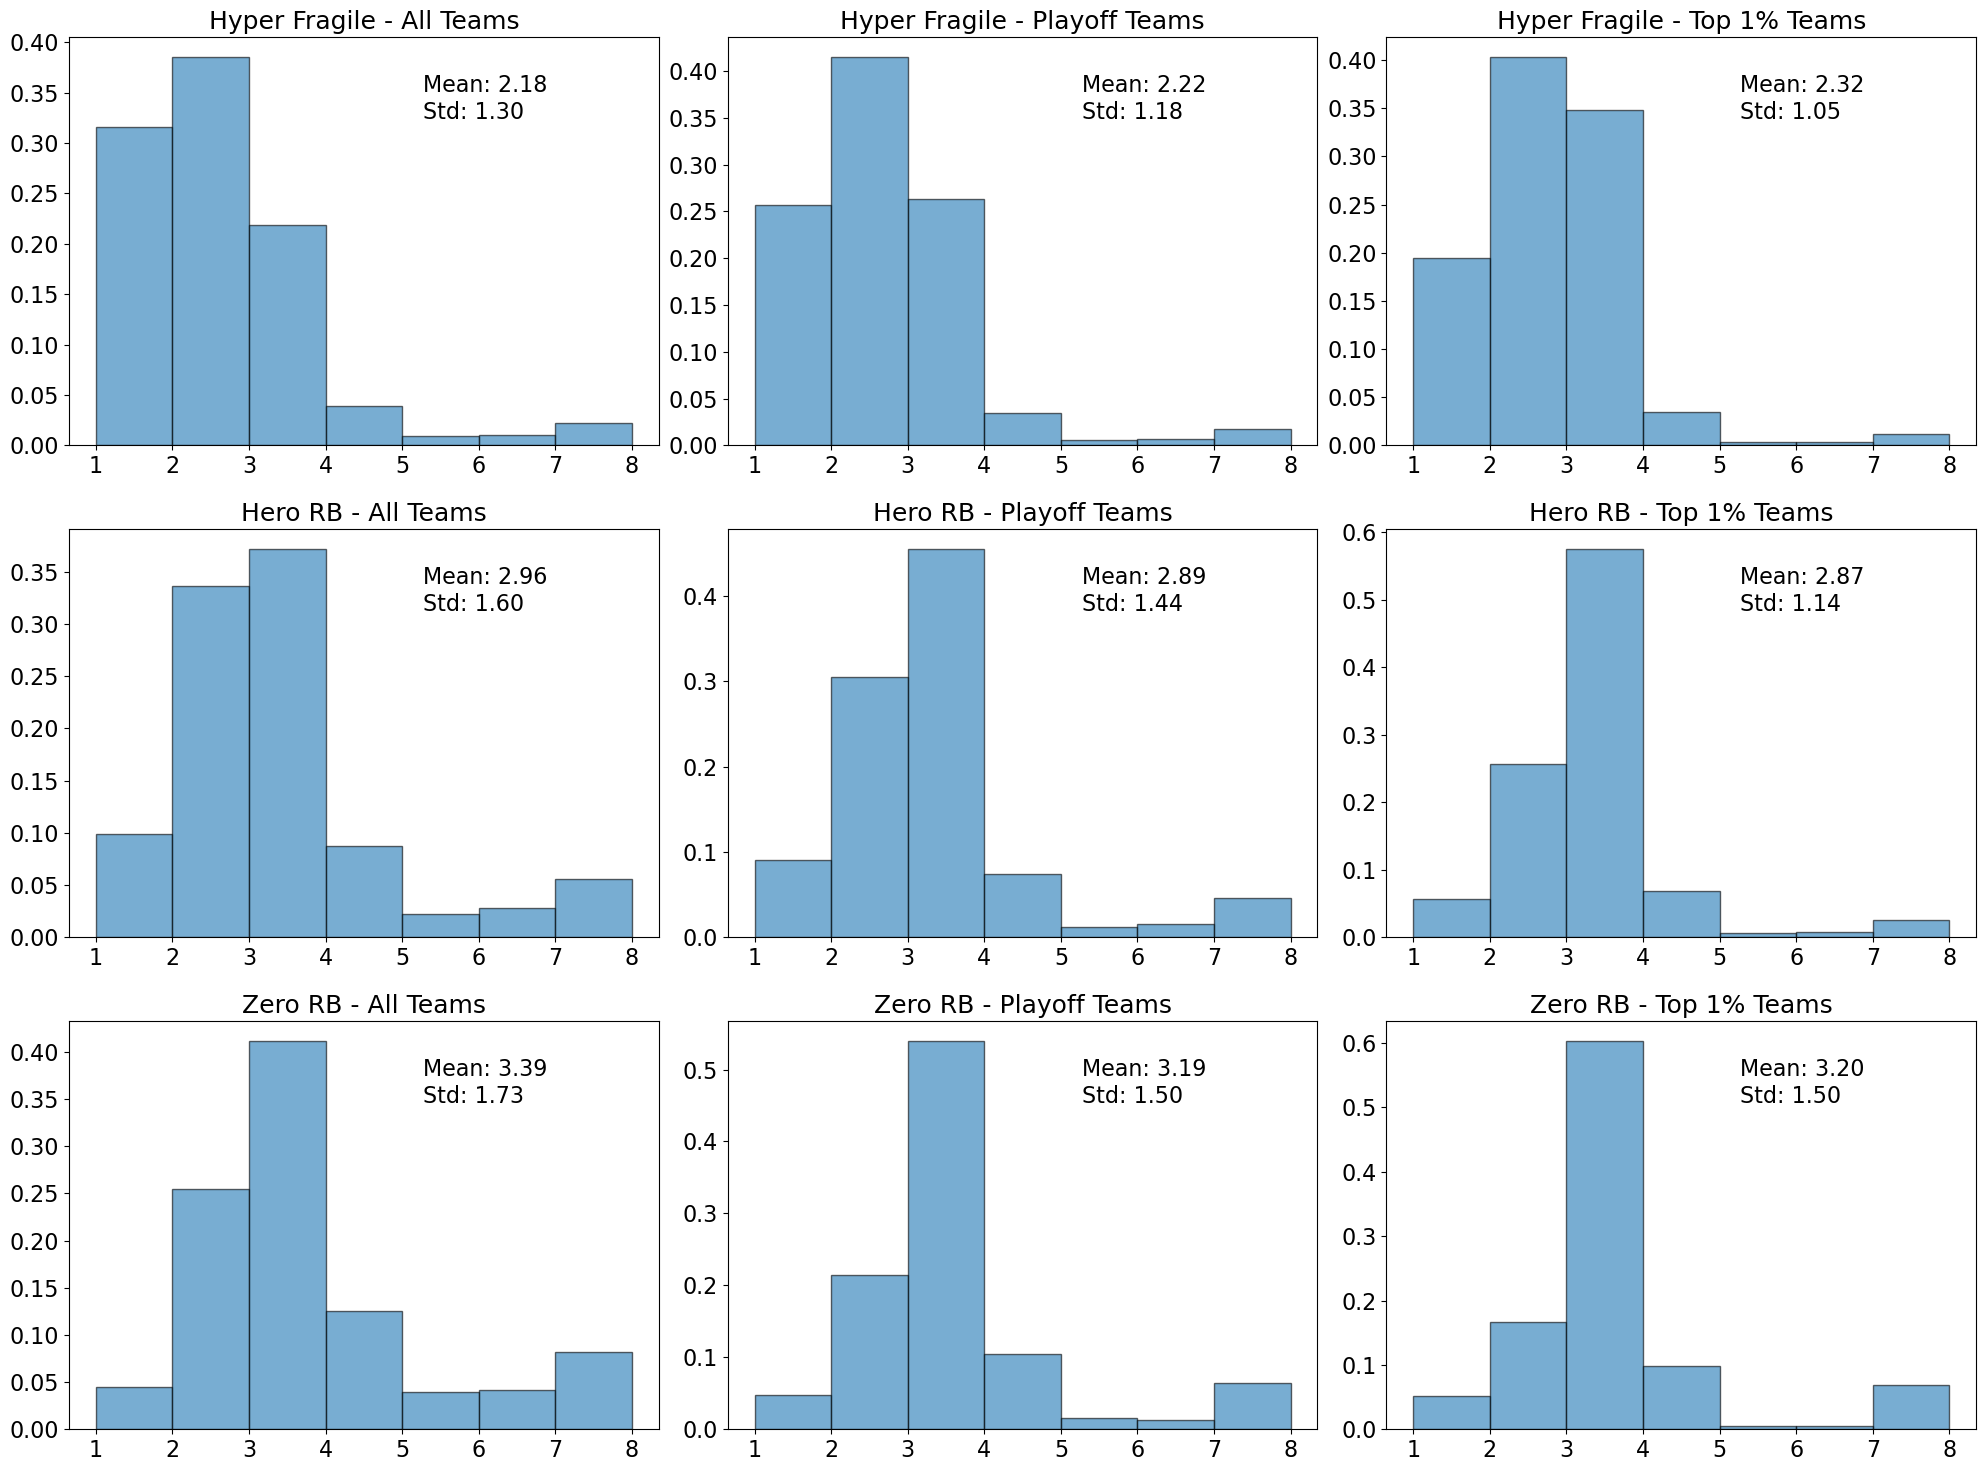 Hyper Fragile - All Teams
0.40
0.35
0.30
0.25
0.20
0.15
0.10
0.05
0.00
Mean: 2.18
Std: 1.30
1 2 3 4 5 6 7 8
Hyper Fragile - Playoff Teams
0.40
0.35
0.30
0.25
0.20
0.15
0.10
0.05
0.00
Mean: 2.22
Std: 1.18
1 2 3 4 5 6 7 8
Hyper Fragile - Top 1% Teams
0.40
0.35
0.30
0.25
0.20
0.15
0.10
0.05
0.00
Mean: 2.32
Std: 1.05
1 2 3 4 5 6 7 8
Hero RB - All Teams
0.35
0.30
0.25
0.20
0.15
0.10
0.05
0.00
Mean: 2.96
Std: 1.60
1 2 3 4 5 6 7 8
Hero RB - Playoff Teams
0.4
0.3
0.2
0.1
0.0
Mean: 2.89
Std: 1.44
1 2 3 4 5 6 7 8
Hero RB - Top 1% Teams
0.6
0.5
0.4
0.3
0.2
0.1
0.0
Mean: 2.87
Std: 1.14
1 2 3 4 5 6 7 8
Zero RB - All Teams
0.40
0.35
0.30
0.25
0.20
0.15
0.10
0.05
0.00
Mean: 3.39
Std: 1.73
1 2 3 4 5 6 7 8
Zero RB - Playoff Teams
0.5
0.4
0.3
0.2
0.1
0.0
Mean: 3.19
Std: 1.50
1 2 3 4 5 6 7 8
Zero RB - Top 1% Teams
0.6
0.5
0.4
0.3
0.2
0.1
0.0
Mean: 3.20
Std: 1.50
1 2 3 4 5 6 7 8